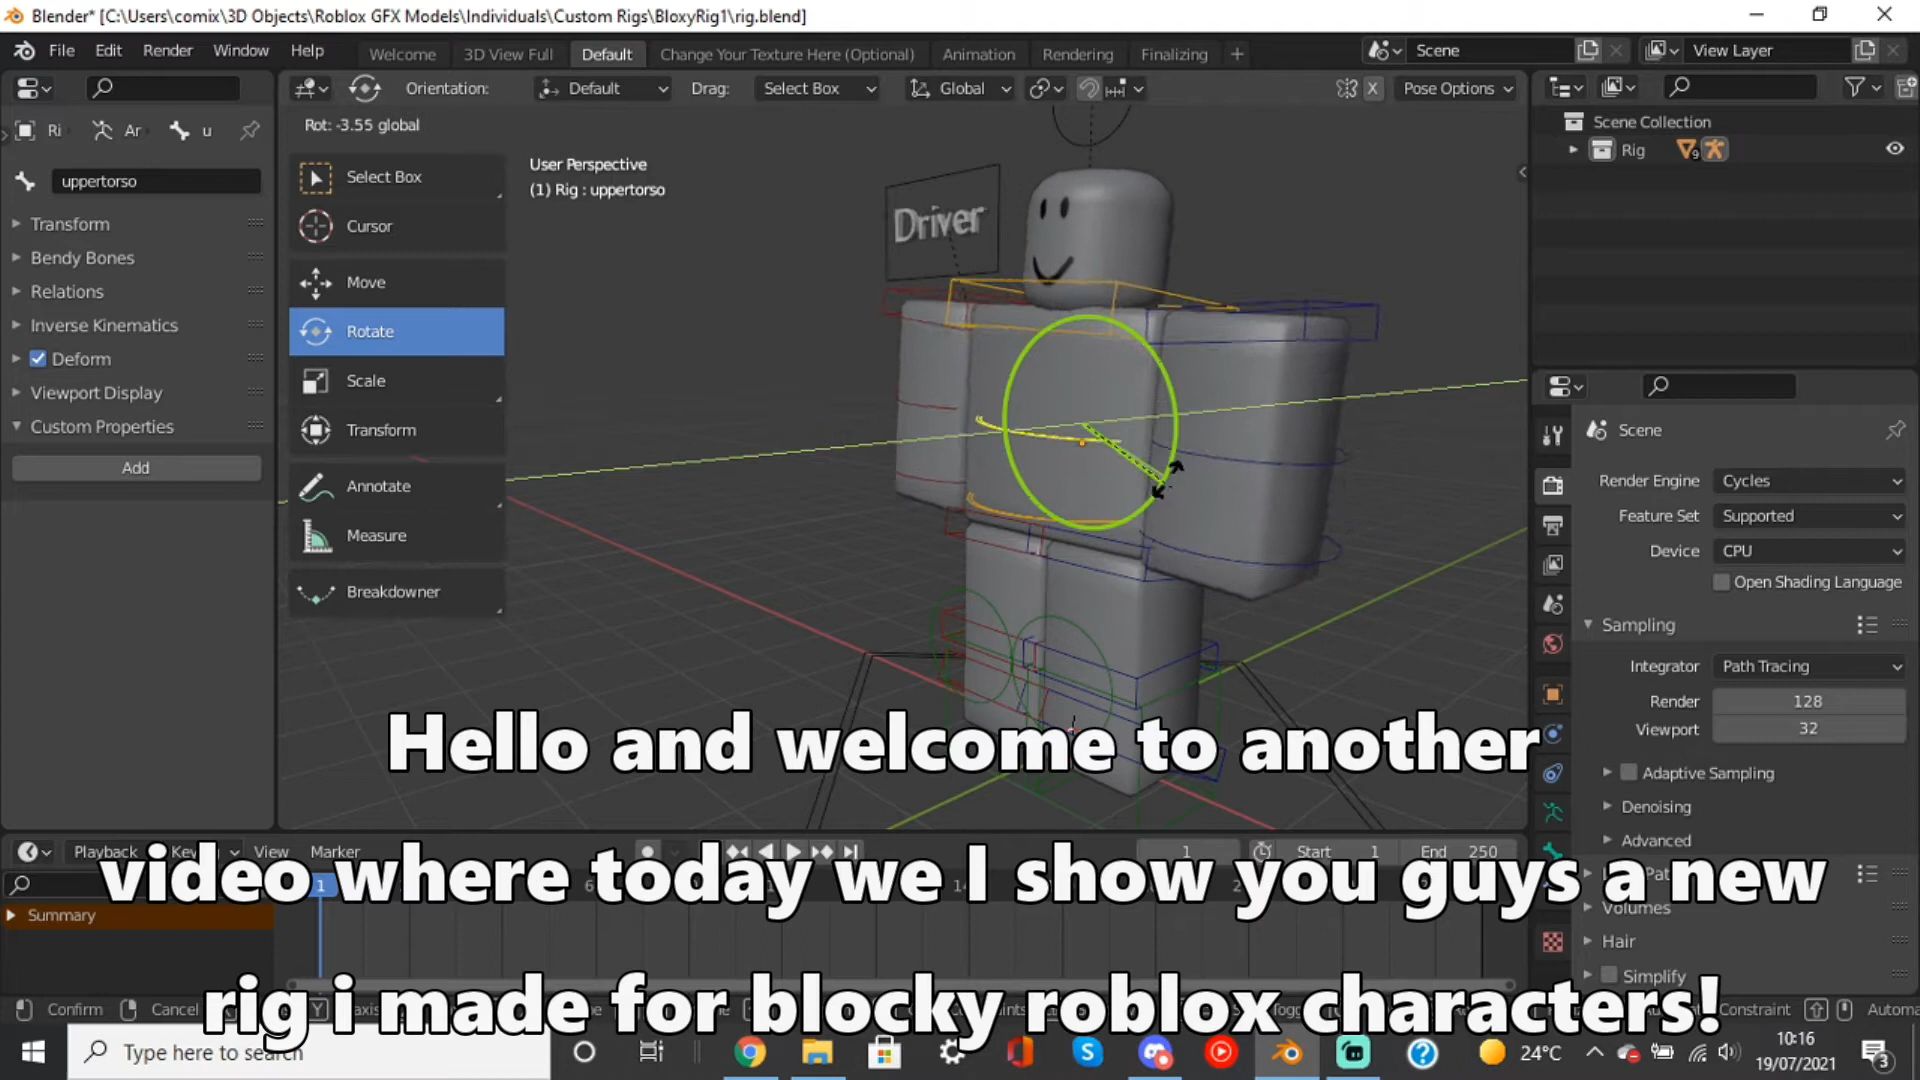 Blender* [C:\Users\comix\3D Objects\Roblox GFX Models\Individuals\Custom Rigs\BloxyRig1\rig.blend]
File Edit Render Window Help
Welcome 3D View Full Default Change Your Texture Here (Optional) Animation Rendering Finalizing +
Scene
View Layer
Orientation: Default Drag: Select Box Global
X Pose Options
Ri Ar u
Rot: -3.55 global
Scene Collection
Rig 9
uppertorso
Select Box
User Perspective
(1) Rig : uppertorso
Driver
Transform
Cursor
Bendy Bones
Relations
Move
Inverse Kinematics
Rotate
Deform
Viewport Display
Scale
Custom Properties
Transform
Add
Annotate
Measure
Breakdowner
Scene
Render Engine Cycles
Feature Set Supported
Device CPU
Open Shading Language
Sampling
Integrator Path Tracing
Render 128
Viewport 32
Adaptive Sampling
Denoising
Advanced
Volumes
Hair
Simplify
Hello and welcome to another
video where today we I show you guys a new
rig i made for blocky roblox characters!
Playback View Marker
1 Start 1 End 250
1
Summary
Confirm Cancel Y
Constraint
Type here to search
24°C
10:16
19/07/2021
3